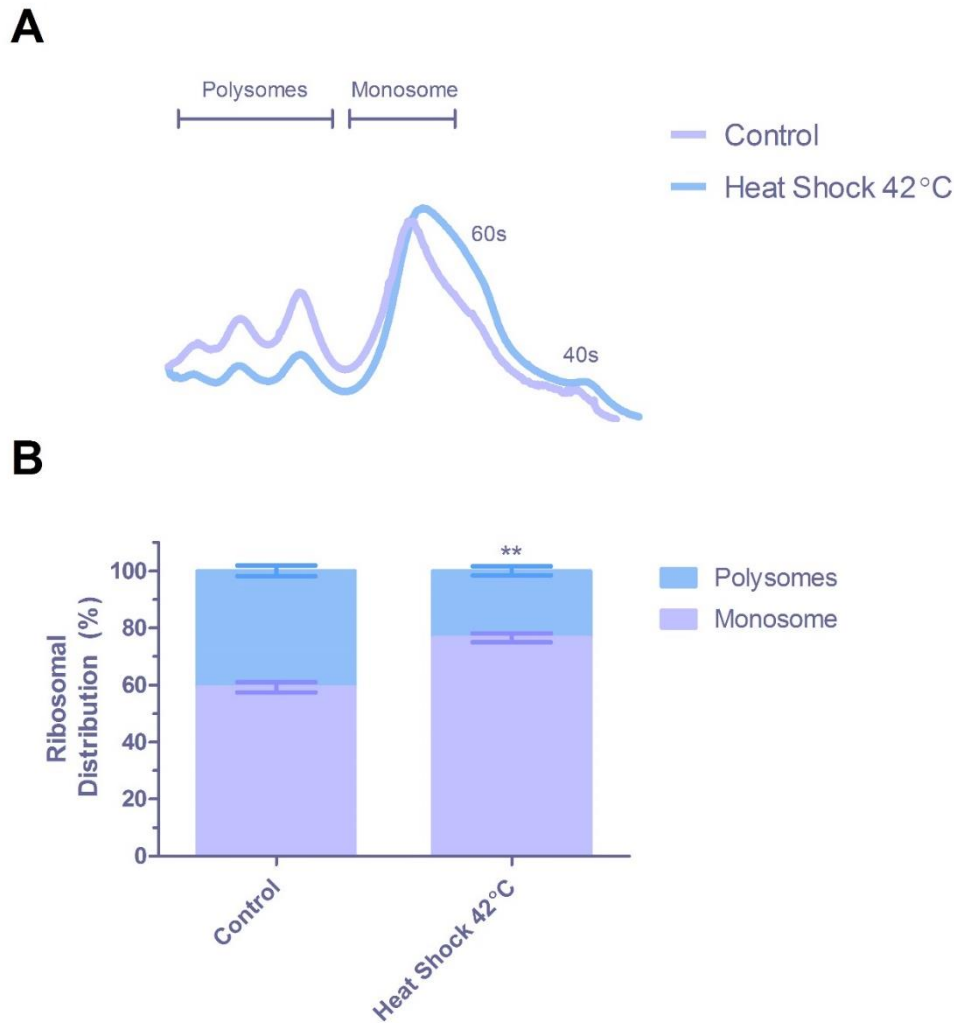 A
Polysomes Monosome
Control
Heat Shock 42°C
60s
40s
B
**
100
80
60
40
20
0
Ribosomal
Distribution (%)
Polysomes
Monosome
Control
Heat Shock 42°C